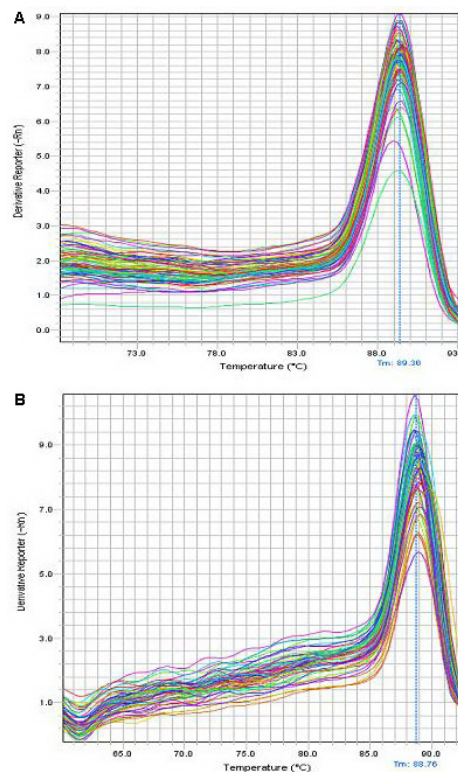 A
Derivative Reporter (-Rn)
9.0
8.0
7.0
6.0
5.0
4.0
3.0
2.0
1.0
0.0
73.0 78.0 83.0 88.0 93
Temperature (°C)
Tm: 89.36
B
Derivative Reporter (-Rn)
9.0
7.0
5.0
3.0
1.0
65.0 70.0 75.0 80.0 85.0 90.0
Temperature (°C)
Tm: 88.76